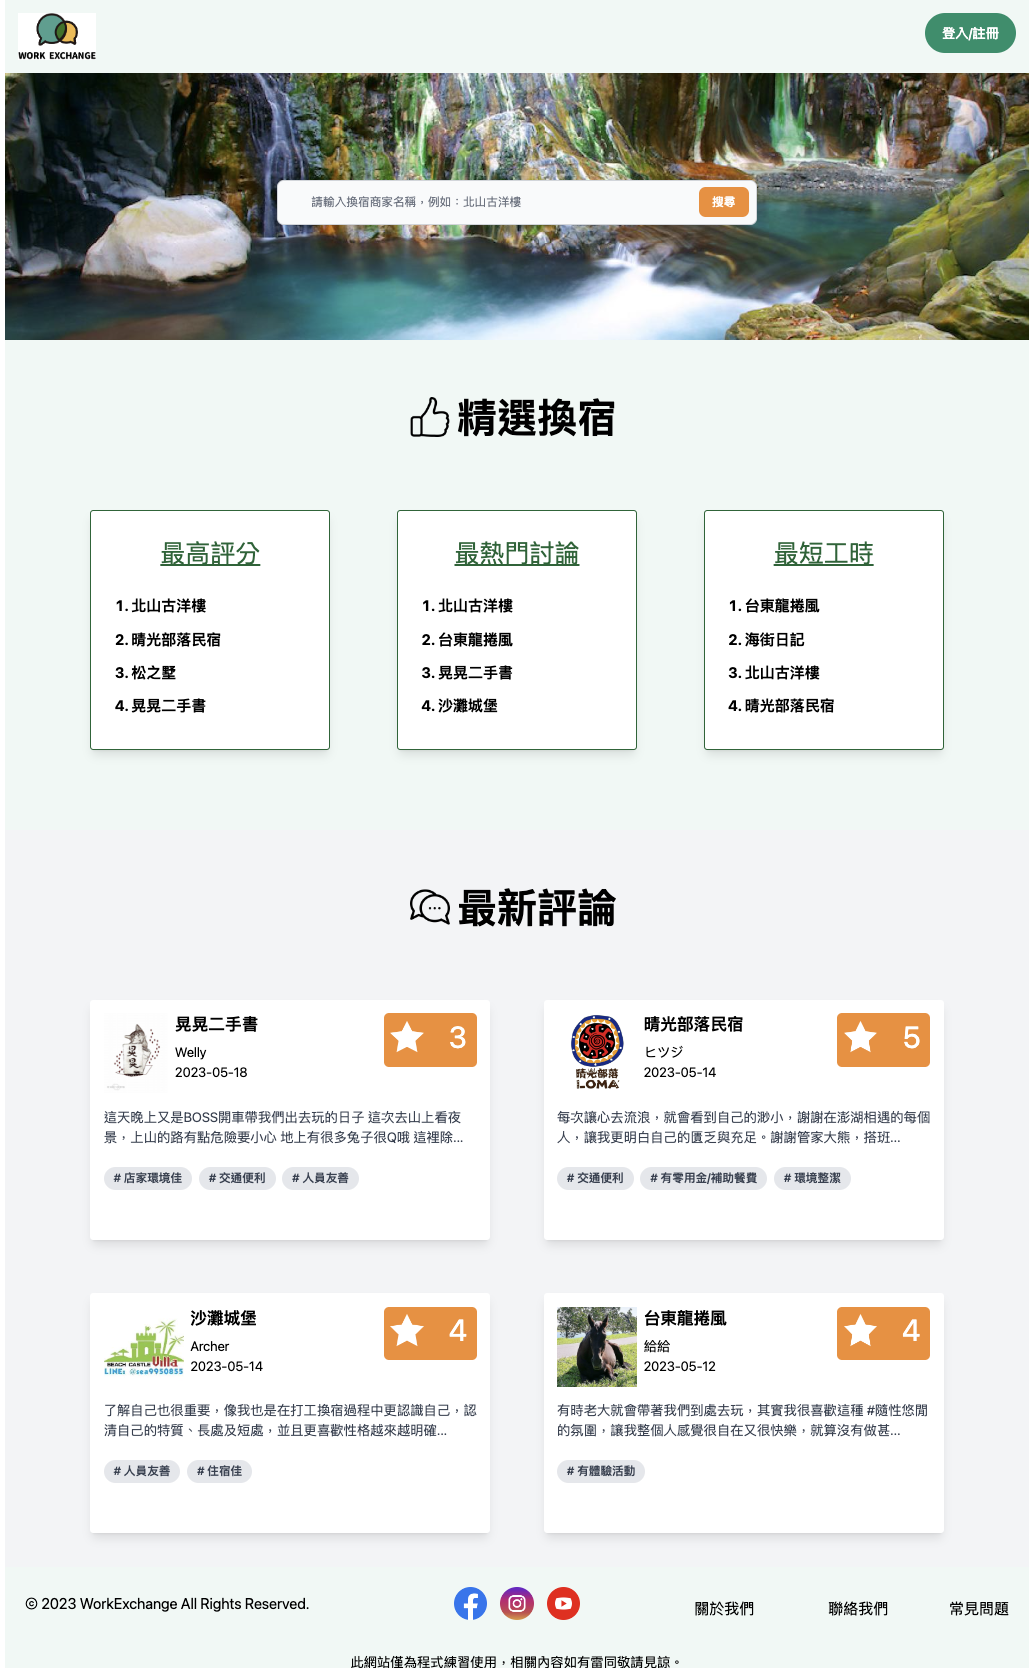 WORK EXCHANGE
登入/註冊
請輸入換宿商家名稱，例如：北山古洋樓
搜尋
精選換宿
最高評分
1. 北山古洋樓
2. 晴光部落民宿
3. 松之墅
4. 晃晃二手書
最熱門討論
1. 北山古洋樓
2. 台東龍捲風
3. 晃晃二手書
4. 沙灘城堡
最短工時
1. 台東龍捲風
2. 海街日記
3. 北山古洋樓
4. 晴光部落民宿
最新評論
晃晃
晃晃二手書
Welly
2023-05-18
3
這天晚上又是BOSS開車帶我們出去玩的日子 這次去山上看夜
景，上山的路有點危險要小心 地上有很多兔子很Q哦 這裡除...
# 店家環境佳
# 交通便利
# 人員友善
晴光部落
LOMA
晴光部落民宿
ヒツジ
2023-05-14
5
每次讓心去流浪，就會看到自己的渺小，謝謝在澎湖相遇的每個
人，讓我更明白自己的匱乏與充足。謝謝管家大熊，搭班...
# 交通便利
# 有零用金/補助餐費
# 環境整潔
BEACH CASTLE Villa
LINE: @sea9950855
沙灘城堡
Archer
2023-05-14
4
了解自己也很重要，像我也是在打工換宿過程中更認識自己，認
清自己的特質、長處及短處，並且更喜歡性格越來越明確...
# 人員友善
# 住宿佳
台東龍捲風
給給
2023-05-12
4
有時老大就會帶著我們到處去玩，其實我很喜歡這種 #隨性悠閒
的氛圍，讓我整個人感覺很自在又很快樂，就算沒有做甚...
# 有體驗活動
© 2023 WorkExchange All Rights Reserved.
關於我們
聯絡我們
常見問題
此網站僅為程式練習使用，相關內容如有雷同敬請見諒。